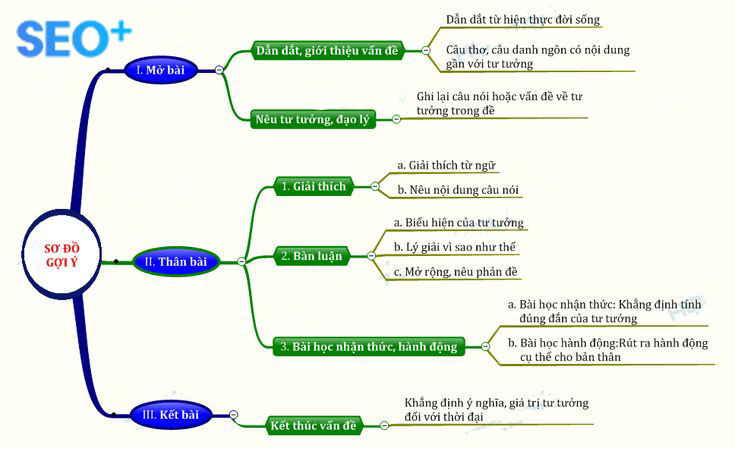 SEO+
SƠ ĐỒ
GỢI Ý
I. Mở bài
Dẫn dắt, giới thiệu vấn đề
Dẫn dắt từ hiện thực đời sống
Câu thơ, câu danh ngôn có nội dung
gần với tư tưởng
Nêu tư tưởng, đạo lý
Ghi lại câu nói hoặc vấn đề về tư
tưởng trong đề
II. Thân bài
1. Giải thích
a. Giải thích từ ngữ
b. Nêu nội dung câu nói
2. Bàn luận
a. Biểu hiện của tư tưởng
b. Lý giải vì sao như thế
c. Mở rộng, nêu phản đề
3. Bài học nhận thức, hành động
a. Bài học nhận thức: Khẳng định tính
đúng đắn của tư tưởng
b. Bài học hành động:Rút ra hành động
cụ thể cho bản thân
III. Kết bài
Kết thúc vấn đề
Khẳng định ý nghĩa, giá trị tư tưởng
đối với thời đại